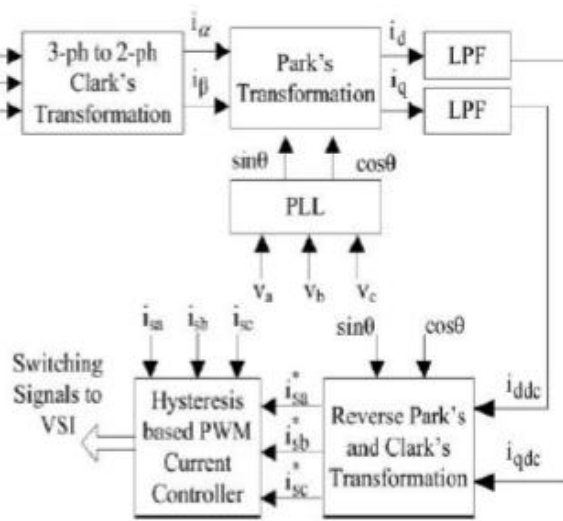 3-ph to 2-ph
Clark's
Transformation
iα
iβ
Park's
Transformation
id
iq
LPF
LPF
sinθ
cosθ
PLL
va
vb
vc
isa
isb
isc
sinθ
cosθ
Switching
Signals to
VSI
Hysteresis
based PWM
Current
Controller
i*sa
i*sb
i*sc
Reverse Park's
and Clark's
Transformation
iddc
iqdc